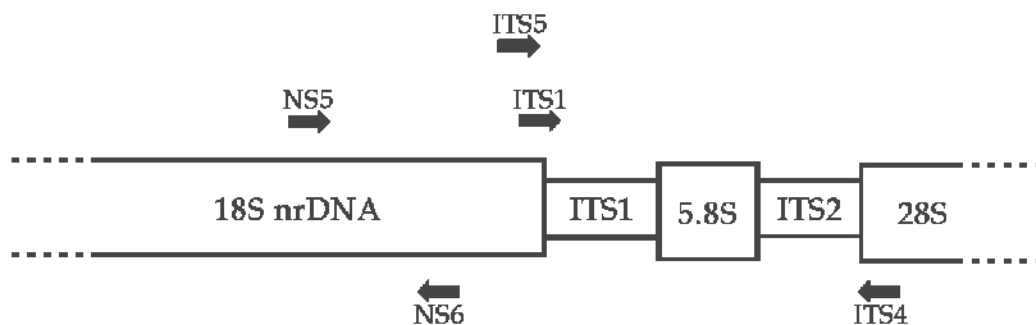 ITS5
NS5
ITS1
18S nrDNA
ITS1
5.8S
ITS2
28S
NS6
ITS4